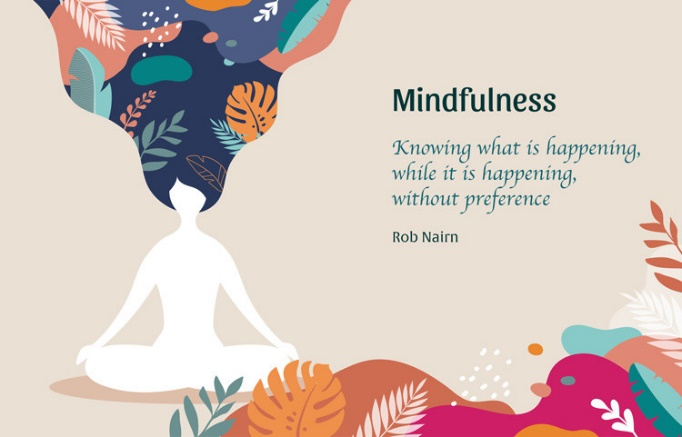 Mindfulness
Knowing what is happening,
while it is happening,
without preference
Rob Nairn